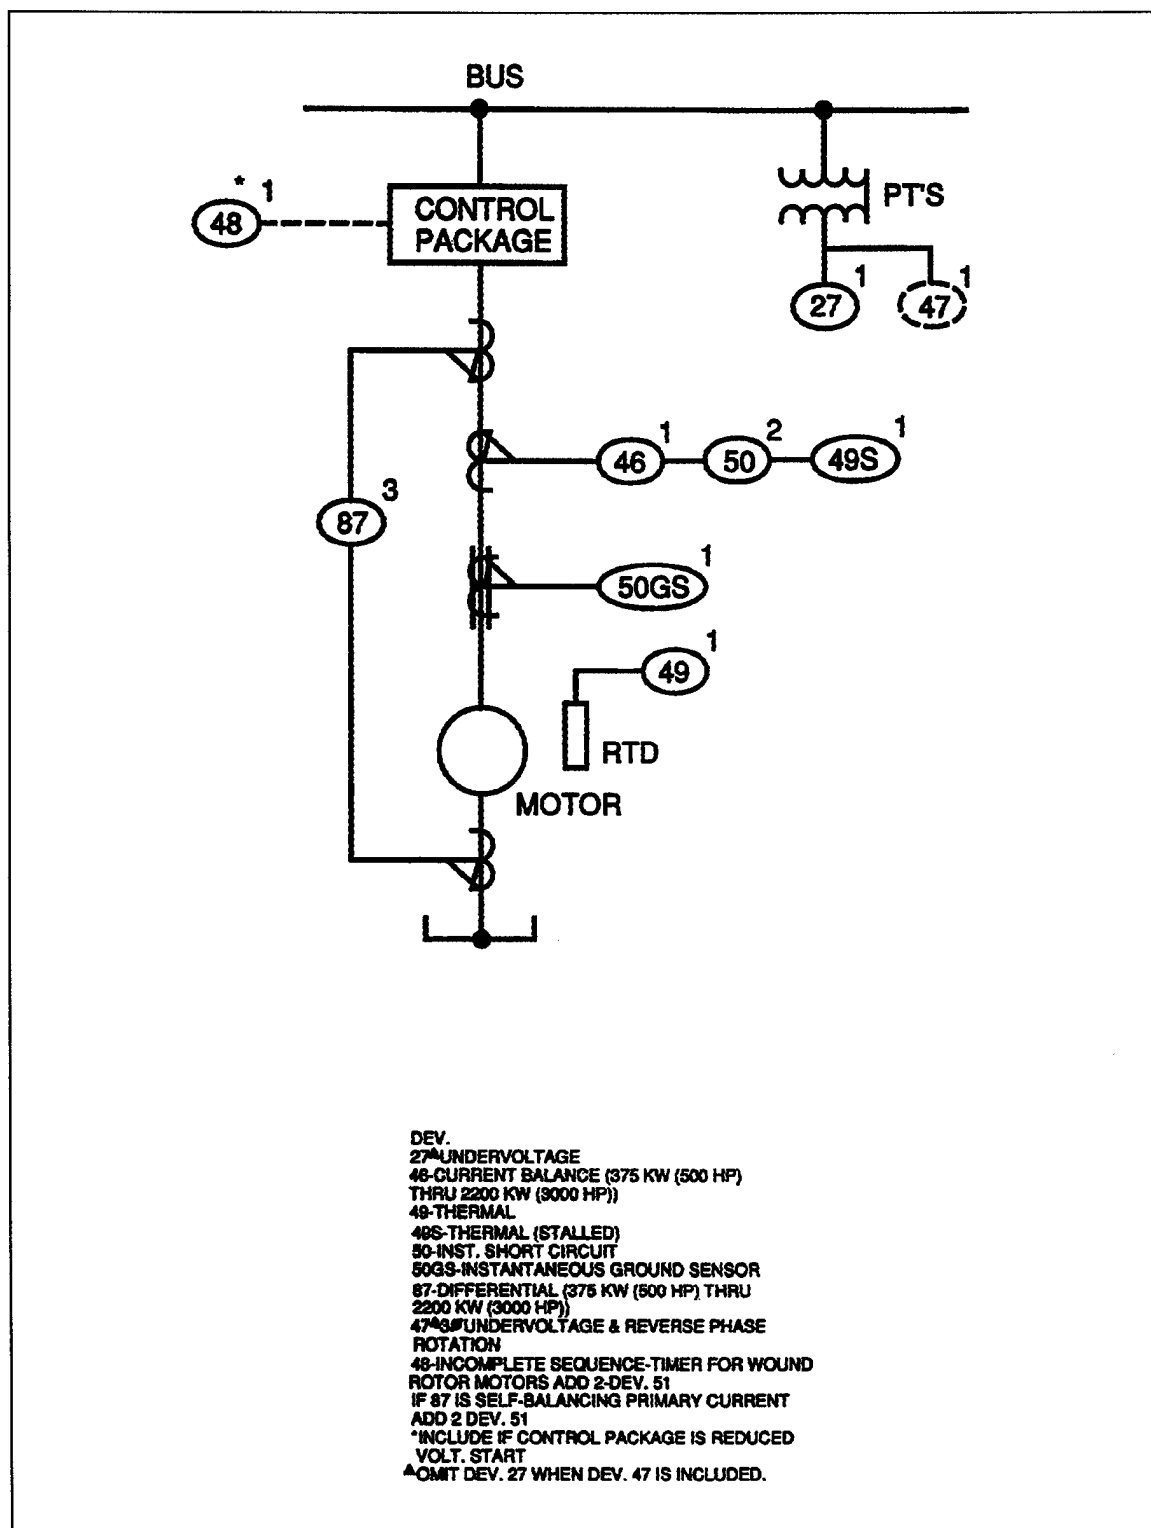 BUS
* 1
48
CONTROL
PACKAGE
PT'S
27 1
47 1
46 1
50 2
49S 1
87 3
50GS 1
49 1
RTD
MOTOR
DEV.
27▲UNDERVOLTAGE
46-CURRENT BALANCE (375 KW (500 HP)
THRU 2200 KW (3000 HP))
49-THERMAL
49S-THERMAL (STALLED)
50-INST. SHORT CIRCUIT
50GS-INSTANTANEOUS GROUND SENSOR
87-DIFFERENTIAL (375 KW (500 HP) THRU
2200 KW (3000 HP))
UNDERVOLTAGE & REVERSE PHASE
ROTATION
48-INCOMPLETE SEQUENCE-TIMER FOR WOUND
ROTOR MOTORS ADD 2-DEV. 51
IF 87 IS SELF-BALANCING PRIMARY CURRENT
ADD 2 DEV. 51
*INCLUDE IF CONTROL PACKAGE IS REDUCED
VOLT. START
▲OMIT DEV. 27 WHEN DEV. 47 IS INCLUDED.